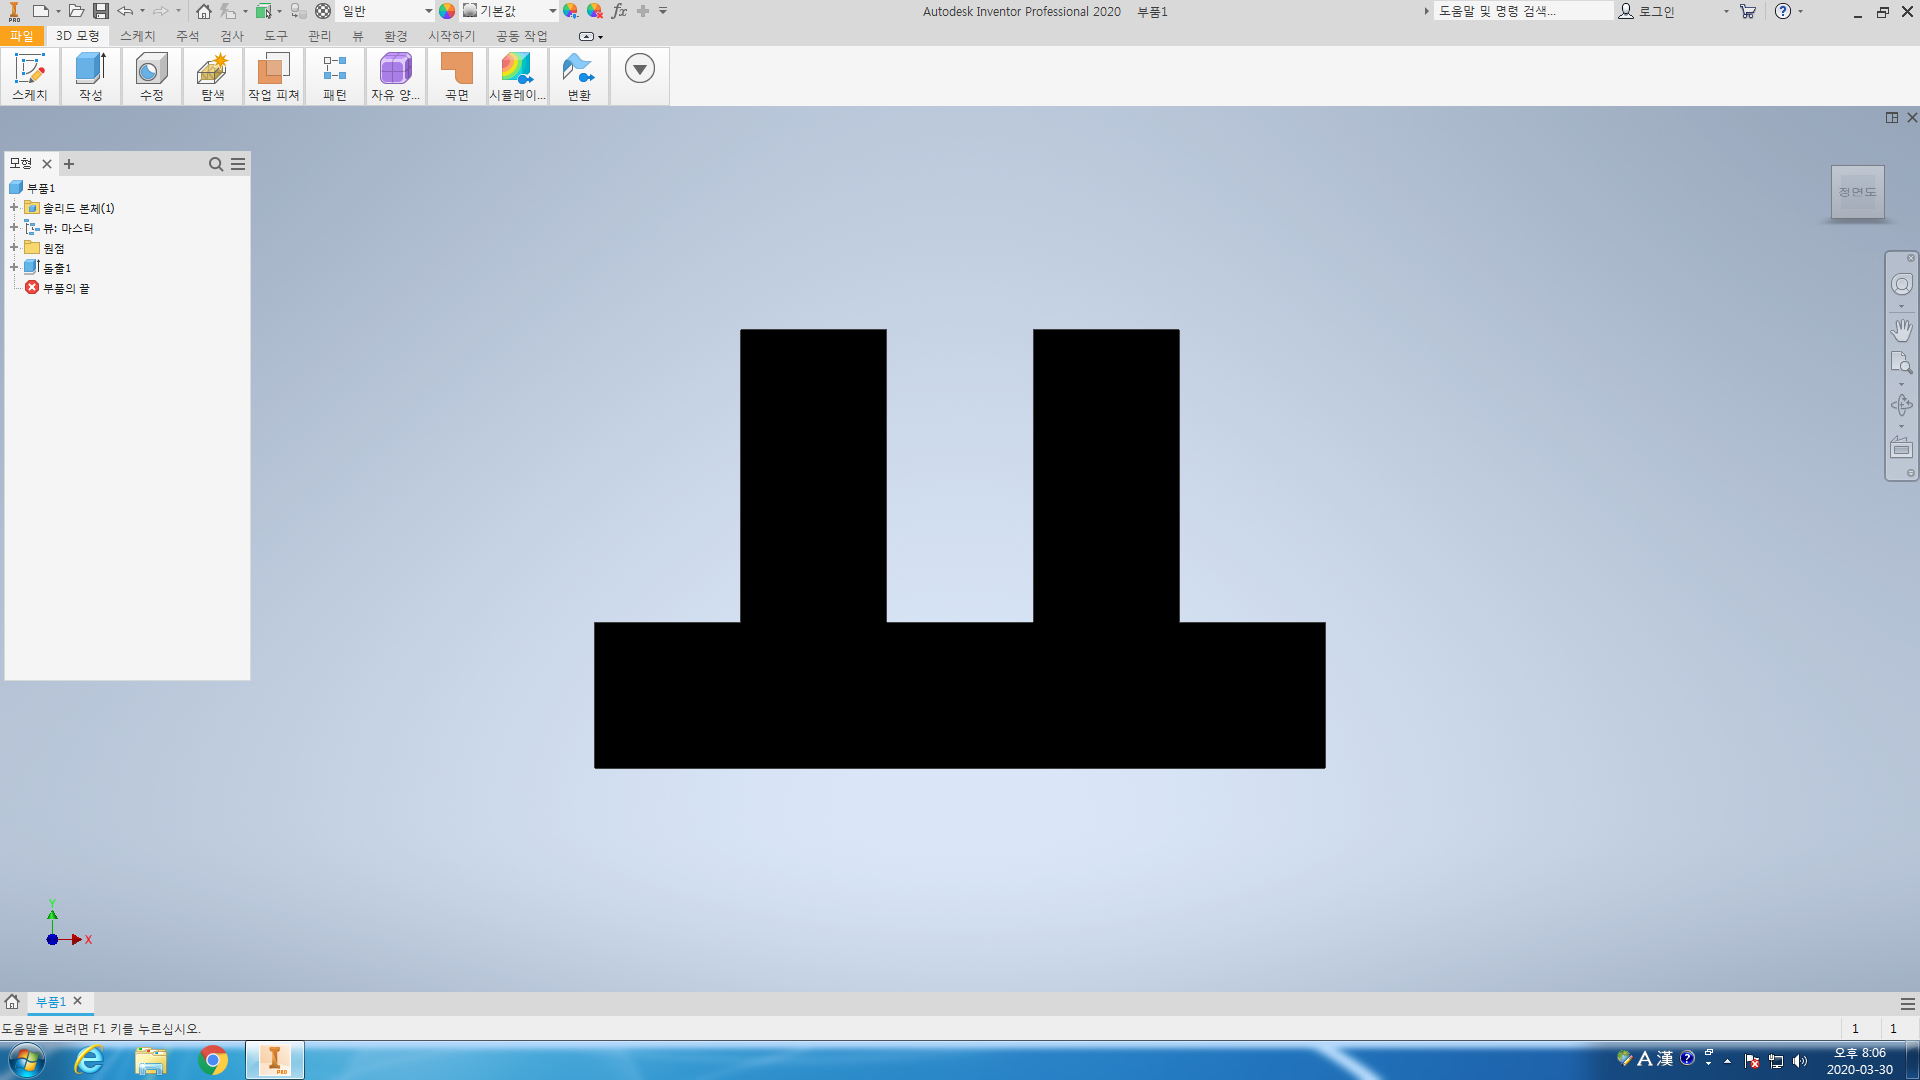 일반
기본값
fx
Autodesk Inventor Professional 2020 부품1
도움말 및 명령 검색...
로그인
파일 3D 모형 스케치 주석 검사 도구 관리 뷰 환경 시작하기 공동 작업
스케치 작성 수정 탐색 작업 피쳐 패턴 자유 양... 곡면 시뮬레이... 변환
모형
부품1
솔리드 본체(1)
뷰: 마스터
원점
돌출1
부품의 끝
정면도
Y
X
부품1
도움말을 보려면 F1 키를 누르십시오.
1 1
A 漢
오후 8:06
2020-03-30